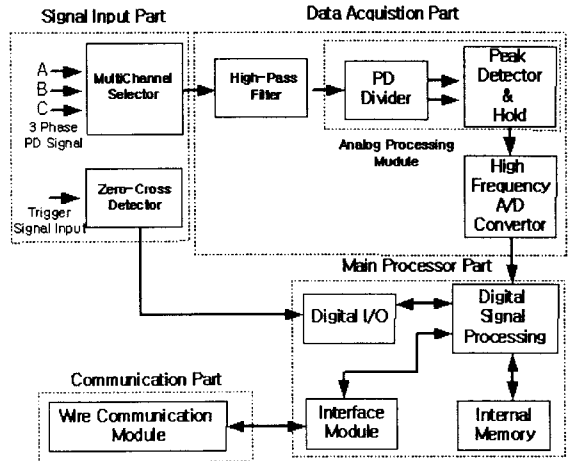 Signal Input Part
Data Acquistion Part
A
B
C
3 Phase
PD Signal
MultiChannel
Selector
High-Pass
Filter
PD
Divider
Peak
Detector
&
Hold
Analog Processing
Module
Trigger
Signal Input
Zero-Cross
Detector
High
Frequency
A/D
Convertor
Main Processor Part
Digital I/O
Digital
Signal
Processing
Communication Part
Wire Communication
Module
Interface
Module
Internal
Memory